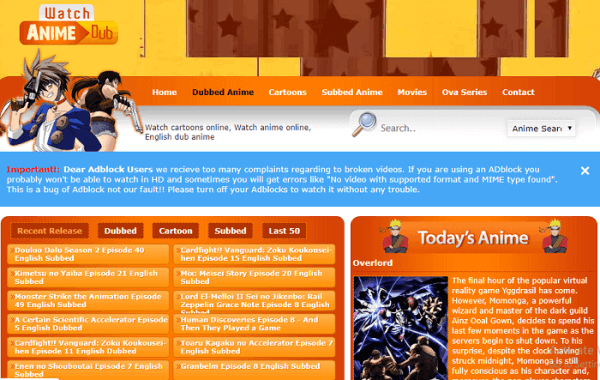 Watch
ANIME Dub
Home Dubbed Anime Cartoons Subbed Anime Movies Ova Series Contact
Watch cartoons online, Watch anime online,
English dub anime
Search..
Anime Sear
Important!: Dear Adblock Users we recieve too many complaints regarding to broken videos. If you are using an ADblock you
probably won't be able to watch in HD and sometimes you will get errors like "No video with supported format and MIME type found".
This is a bug of Adblock not our fault!! Please turn off your Adblocks to watch it without any trouble.
Recent Release Dubbed Cartoon Subbed Last 50
Douluo Dalu Season 2 Episode 40
English Subbed
Cardfight!! Vanguard: Zoku Koukousei-
hen Episode 15 English Subbed
Kimetsu no Yaiba Episode 21 English
Subbed
Mix: Meisei Story Episode 20 English
Subbed
Monster Strike the Animation Episode
49 English Subbed
Lord El-Melloi II Sei no Jikenbo: Rail
Zeppelin Grace Note Episode 8 English
Subbed
A Certain Scientific Accelerator Episode
5 English Dubbed
Human Discoveries Episode 8 - And
Then They Played a Game
Cardfight!! Vanguard: Zoku Koukousei-
hen Episode 11 English Dubbed
Toaru Kagaku no Accelerator Episode 7
English Subbed
Enen no Shouboutai Episode 7 English
Subbed
Granbelm Episode 8 English Subbed
Today's Anime
Overlord
The final hour of the popular virtual
reality game Yggdrasil has come.
However, Momonga, a powerful
wizard and master of the dark guild
Ainz Ooal Gown, decides to spend his
last few moments in the game as the
servers begin to shut down. To his
surprise, despite the clock having
struck midnight, Momonga is still
fully conscious as his character and,